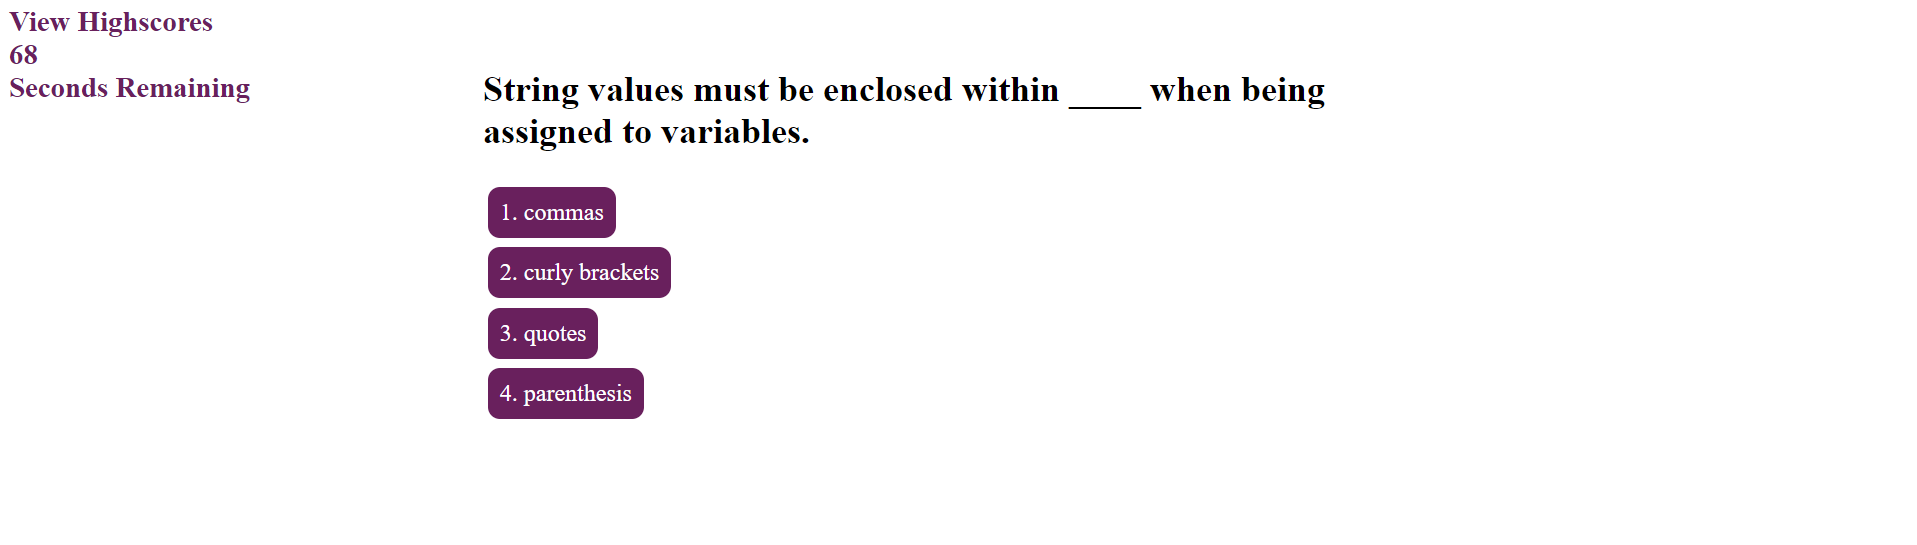 View Highscores
68
Seconds Remaining
String values must be enclosed within ____ when being
assigned to variables.
1. commas
2. curly brackets
3. quotes
4. parenthesis